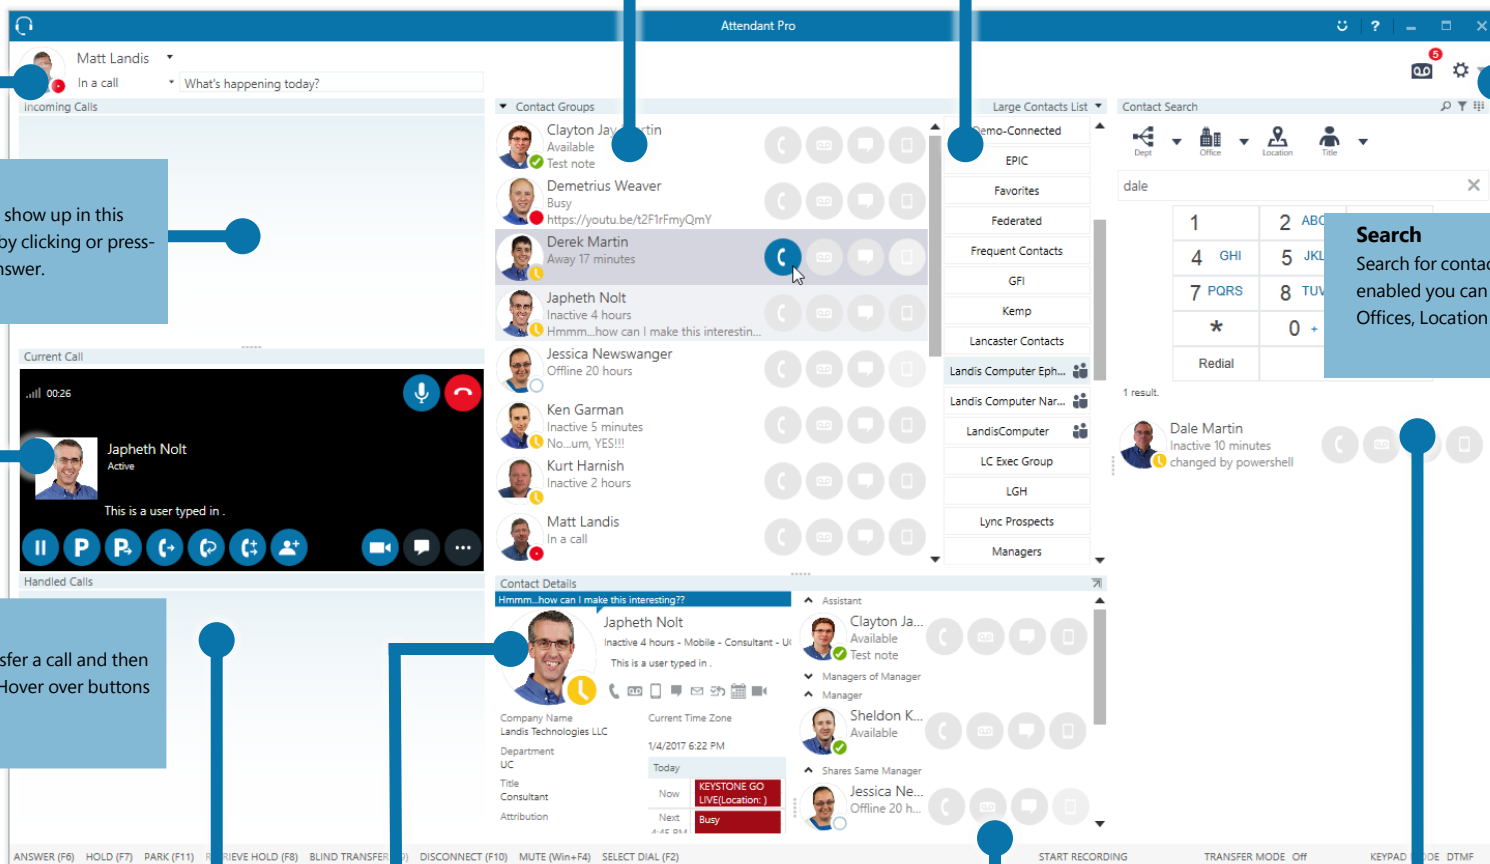 Attendant Pro
?
Matt Landis
In a call
What's happening today?
5
Incoming Calls
show up in this
by clicking or press-
nswer.
Current Call
00:26
Japheth Nolt
Active
This is a user typed in .
P
P
Handled Calls
sfer a call and then
Hover over buttons
Contact Groups
Large Contacts List
Clayton Jay
rtin
Available
Test note
Demetrius Weaver
Busy
https://youtu.be/t2F1rFmyQmY
Derek Martin
Away 17 minutes
Japheth Nolt
Inactive 4 hours
Hmmm...how can I make this interestin...
Jessica Newswanger
Offline 20 hours
Ken Garman
Inactive 5 minutes
No...um, YES!!!
Kurt Harnish
Inactive 2 hours
Matt Landis
In a call
emo-Connected
EPIC
Favorites
Federated
Frequent Contacts
GFI
Kemp
Lancaster Contacts
Landis Computer Eph...
Landis Computer Nar...
LandisComputer
LC Exec Group
LGH
Lync Prospects
Managers
Contact Search
Dept
Office
Location
Title
dale
1
2 ABC
4 GHI
5 JKL
7 PQRS
8 TUV
*
0 +
Redial
Search
Search for contac
enabled you can
Offices, Location
1 result.
Dale Martin
Inactive 10 minutes
changed by powershell
Contact Details
Hmmm...how can I make this interesting??
Japheth Nolt
Inactive 4 hours - Mobile - Consultant - U
This is a user typed in .
Company Name
Landis Technologies LLC
Department
UC
Title
Consultant
Attribution
Current Time Zone
1/4/2017 6:22 PM
Today
Now
KEYSTONE GO
LIVE(Location: )
Next
4:45 PM
Busy
Assistant
Clayton Ja...
Available
Test note
Managers of Manager
Manager
Sheldon K...
Available
Shares Same Manager
Jessica Ne...
Offline 20 h...
ANSWER (F6) HOLD (F7) PARK (F11) R RIEVE HOLD (F8) BLIND TRANSFER 9) DISCONNECT (F10) MUTE (Win+F4) SELECT DIAL (F2) START RECORDING TRANSFER MODE Off KEYPAD M DE DTMF